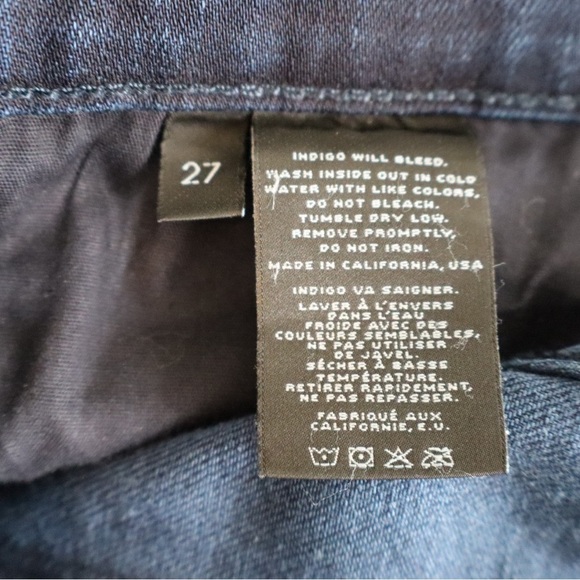 27
INDIGO WILL BLEED.
WASH INSIDE OUT IN COLD
WATER WITH LIKE COLORS,
DO NOT BLEACH.
TUMBLE DRY LOW.
REMOVE PROMPTLY,
DO NOT IRON.
MADE IN CALIFORNIA, USA
INDIGO VA SAIGNER.
LAVER À L'ENVERS
DANS L'EAU
FROIDE AVEC DES
COULEURS SEMBLABLES.
NE PAS UTILISER
DE JAVEL.
SÉCHER À BASSE
TEMPÉRATURE.
RETIRER RAPIDEMENT,
NE PAS REPASSER.
FABRIQUÉ AUX
CALIFORNIE, E.U.